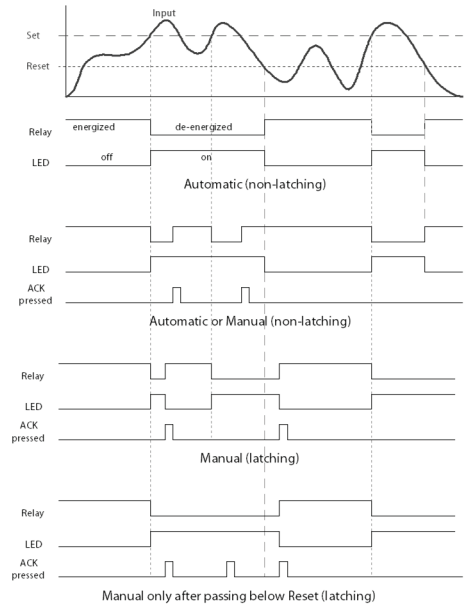 Input
Set
Reset
energized
de-energized
Relay
off
on
LED
Automatic (non-latching)
Relay
LED
ACK
pressed
Automatic or Manual (non-latching)
Relay
LED
ACK
pressed
Manual (latching)
Relay
LED
ACK
pressed
Manual only after passing below Reset (latching)